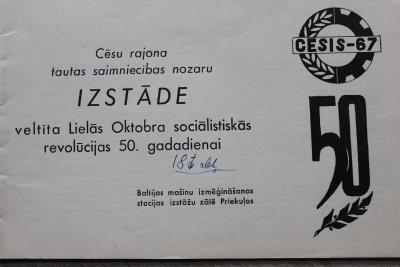 CĒSIS-67
Cēsu rajona
tautas saimniecības nozaru
IZSTĀDE
veltīta Lielās Oktobra sociālistiskās
revolūcijas 50. gadadienai
50
Baltijas mašīnu izmēģināšanas
stacijas izstāžu zālē Priekuļos